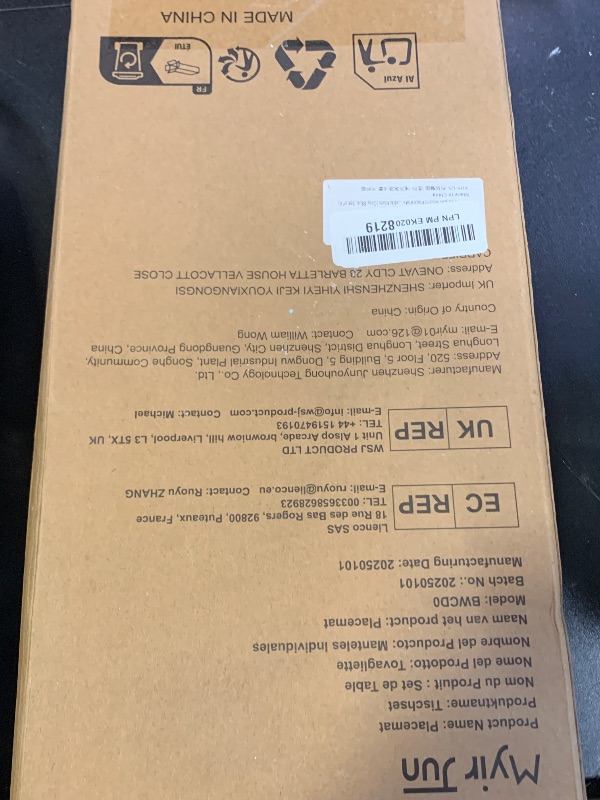 Myir Jun
Product Name: Placemat
Produktname: Tischset
Nom du Produit : Set de Table
Nome del Prodotto: Tovagliette
Nombre del Producto: Manteles Individuales
Naam van het product: Placemat
Model: BWCD0
Batch No.: 20250101
Manufacturing Date: 20250101
EC REP
Lienco SAS
18 Rue des Bas Rogers, 92800, Puteaux, France
TEL: 0033658628923
E-mail: ruoyu@lienco.eu Contact: Ruoyu ZHANG
UK REP
WSJ PRODUCT LTD
Unit 1 Alsop Arcade, brownlow, hill, Liverpool, L3 5TX, UK
TEL: +44 1519470193
E-mail: info@wsj-product.com Contact: Michael
Manufacturer: Shenzhen Junyouhong Technology Co., Ltd.
Address: 520, Floor 5, Building 5, Dongwu Industrial Plant, Songhe Community,
Longhua Street, Longhua District, Shenzhen City, Guangdong Province, China
E-mail: myir01@126.com Contact: William Wong
Country of Origin: China
UK Importer: SHENZHENSHI YIHEYI KEJI YOUXIANGONGSI
Address: ONEVAT CLDY 23 BARLETTA HOUSE VELLACOTT CLOSE
LPN PM EK0208219
Made in China
Al Azul
FR
ETUI
MADE IN CHINA